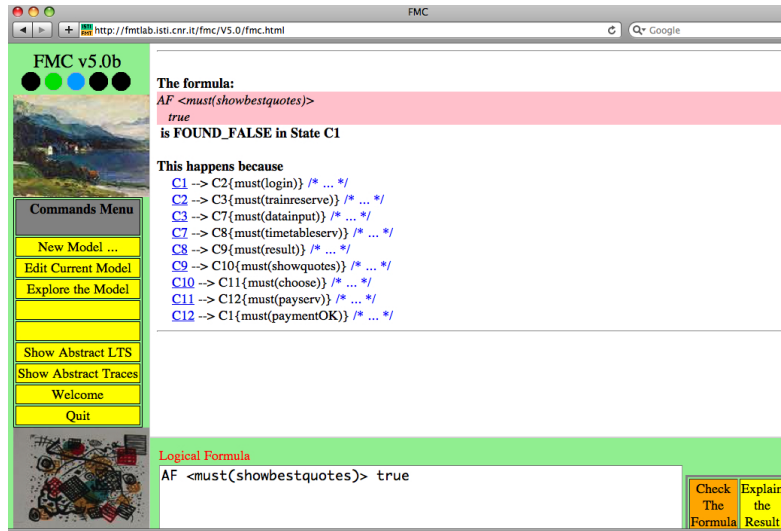 FMC
http://fmtlab.isti.cnr.it/fmc/V5.0/fmc.html
Google
FMC v5.0b
Commands Menu
New Model ...
Edit Current Model
Explore the Model
Show Abstract LTS
Show Abstract Traces
Welcome
Quit
The formula:
AF <must(showbestquotes)>
true
is FOUND_FALSE in State C1
This happens because
C1 --> C2{must(login)} /* ... */
C2 --> C3{must(trainreserve)} /* ... */
C3 --> C7{must(datainput)} /* ... */
C7 --> C8{must(timetableserv)} /* ... */
C8 --> C9{must(result)} /* ... */
C9 --> C10{must(showquotes)} /* ... */
C10 --> C11{must(choose)} /* ... */
C11 --> C12{must(payserv)} /* ... */
C12 --> C1{must(paymentOK)} /* ... */
Logical Formula
AF <must(showbestquotes)> true
Check
The
Formula
Explain
the
Result